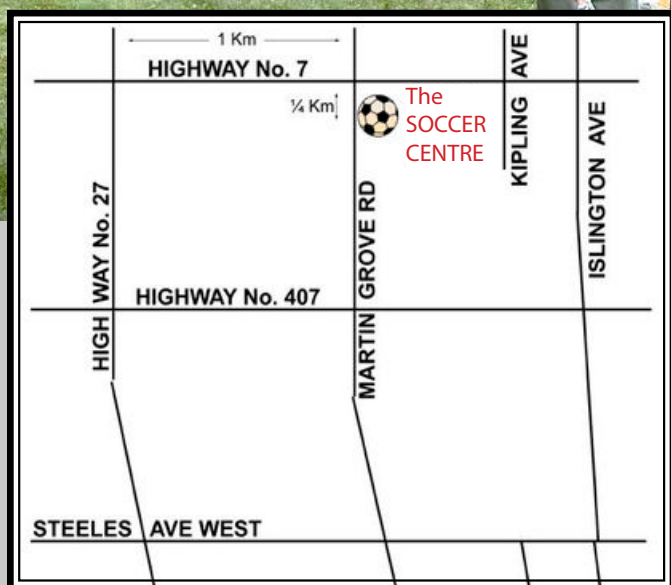 1 Km
HIGHWAY No. 7
¼ Km
The
SOCCER
CENTRE
KIPLING AVE
ISLINGTON AVE
HIGH WAY No. 27
MARTIN GROVE RD
HIGHWAY No. 407
STEELES AVE WEST